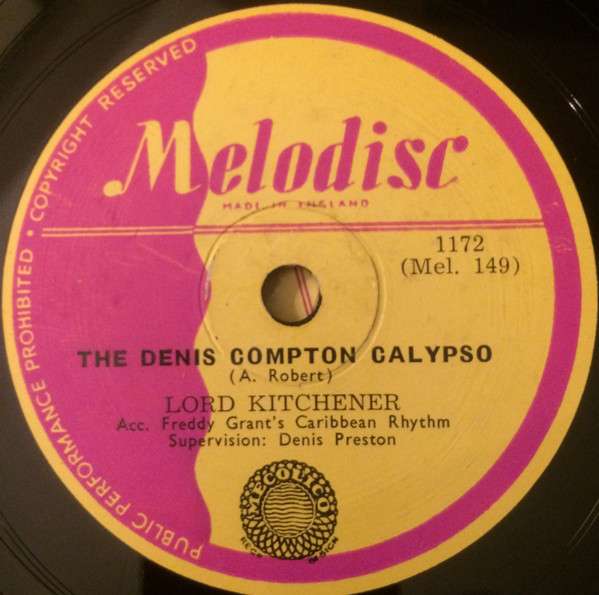 COPYRIGHT RESERVED
PUBLIC PERFORMANCE PROHIBITED •
Melodisc
MADE IN ENGLAND
1172
(Mel. 149)
THE DENIS COMPTON CALYPSO
(A. Robert)
LORD KITCHENER
Acc. Freddy Grant's Caribbean Rhythm
Supervision: Denis Preston
MECOLICO